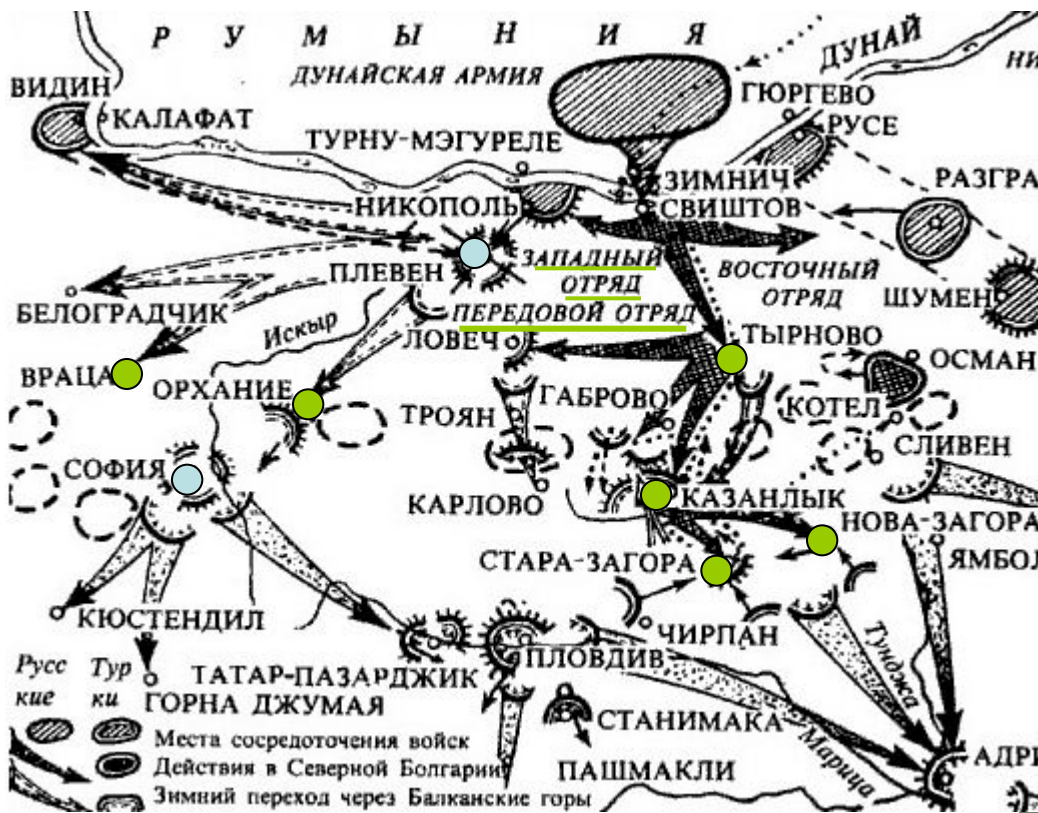 Р У М Ы Н И Я
ДУНАЙСКАЯ АРМИЯ
ДУНАЙ
НИ
ВИДИН
КАЛАФАТ
ГЮРГЕВО
РУСЕ
ТУРНУ-МЭГУРЕЛЕ
ЗИМНИЧ
РАЗГРА
НИКОПОЛЬ
СВИШТОВ
ПЛЕВЕН
ЗАПАДНЫЙ
ОТРЯД
ВОСТОЧНЫЙ
ОТРЯД
ШУМЕН
БЕЛОГРАДЧИК
Искыр
ПЕРЕДОВОЙ ОТРЯД
ЛОВЕЧ
ТЫРНОВО
ОСМАН
ВРАЦА
ОРХАНИЕ
ТРОЯН
ГАБРОВО
КОТЕЛ
СЛИВЕН
СОФИЯ
КАРЛОВО
КАЗАНЛЫК
НОВА-ЗАГОРА
СТАРА-ЗАГОРА
ЯМБОЛ
КЮСТЕНДИЛ
ЧИРПАН
Тунджа
ТАТАР-ПАЗАРДЖИК
ПЛОВДИВ
ГОРНА ДЖУМАЯ
СТАНИМАКА
Марица
АДРИ
ПАШМАКЛИ
Русс Тур
кие ки
Места сосредоточения войск
Действия в Северной Болгарии
Зимний переход через Балканские горы